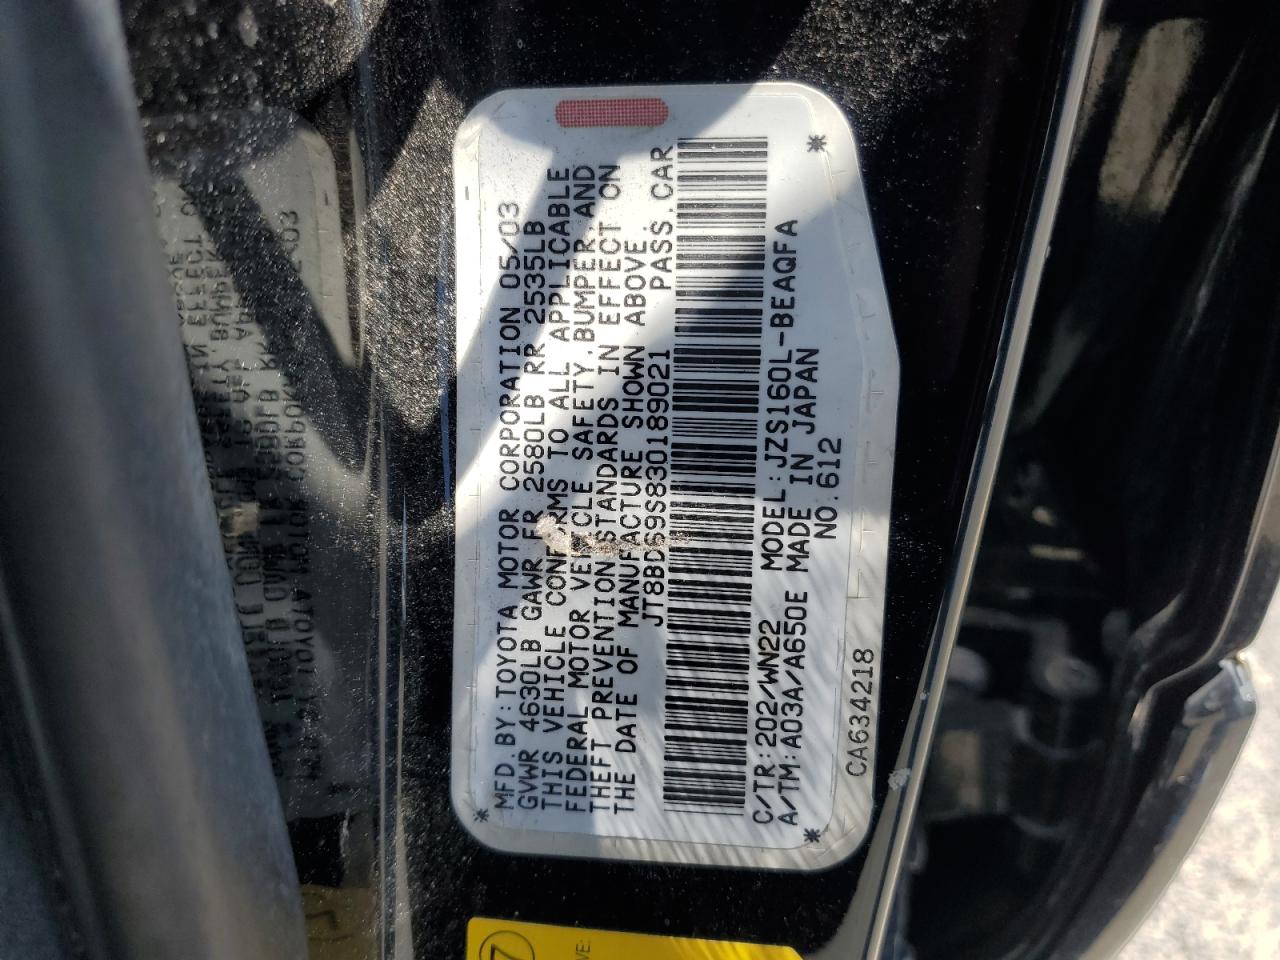 MFD.BY:TOYOTA MOTOR CORPORATION 05/03
GVWR 4630LB GAWR FR 2580LB RR 2535LB
THIS VEHICLE CONFORMS TO ALL APPLICABLE
FEDERAL MOTOR VEHICLE SAFETY,BUMPER,AND
THEFT PREVENTION STANDARDS IN EFFECT ON
THE DATE OF MANUFACTURE SHOWN ABOVE.
JT8BD69S830189021 PASS.CAR
C/TR:202/WN22 MODEL:JZS160L-BEAQFA
A/TM:A03A/A650E MADE IN JAPAN
NO.612
CA634218
7